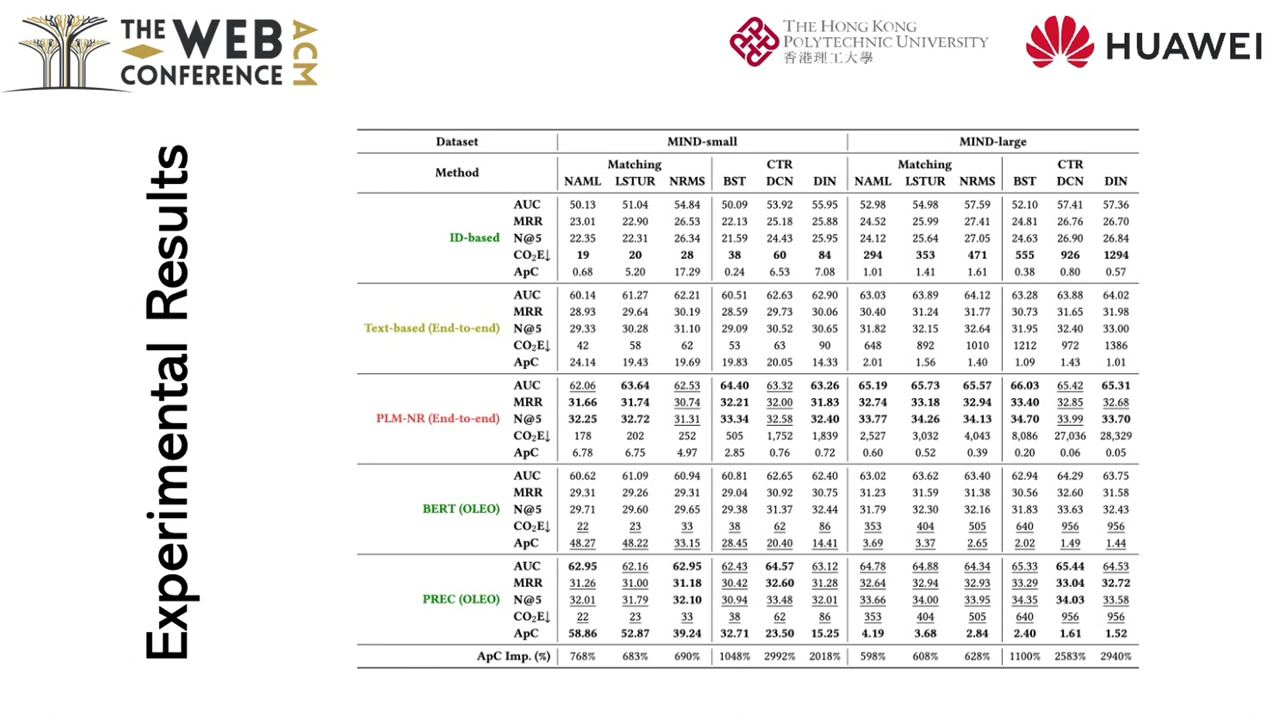 THE WEB CONFERENCE ACM
THE HONG KONG POLYTECHNIC UNIVERSITY
香港理工大學
HUAWEI
Experimental Results
Dataset MIND-small MIND-large
Method Matching CTR Matching CTR
NAML LSTUR NRMS BST DCN DIN NAML LSTUR NRMS BST DCN DIN
ID-based
AUC 50.13 51.04 54.84 50.09 53.92 55.95 52.98 54.98 57.59 52.10 57.41 57.36
MRR 23.01 22.90 26.53 22.13 25.18 25.88 24.52 25.99 27.41 24.81 26.76 26.70
N@5 22.35 22.31 26.34 21.59 24.43 25.95 24.12 25.64 27.05 24.63 26.90 26.84
CO₂E↓ 19 20 28 38 60 84 294 353 471 555 926 1294
ApC 0.68 5.20 17.29 0.24 6.53 7.08 1.01 1.41 1.61 0.38 0.80 0.57
Text-based (End-to-end)
AUC 60.14 61.27 62.21 60.51 62.63 62.90 63.03 63.89 64.12 63.28 63.88 64.02
MRR 28.93 29.64 30.19 28.59 29.73 30.06 30.40 31.24 31.77 30.73 31.65 31.98
N@5 29.33 30.28 31.10 29.09 30.52 30.65 31.82 32.15 32.64 31.95 32.40 33.00
CO₂E↓ 42 58 62 53 63 90 648 892 1010 1212 972 1386
ApC 24.14 19.43 19.69 19.83 20.05 14.33 2.01 1.56 1.40 1.09 1.43 1.01
PLM-NR (End-to-end)
AUC 62.06 63.64 62.53 64.40 63.32 63.26 65.19 65.73 65.57 66.03 65.42 65.31
MRR 31.66 31.74 30.74 32.21 32.00 31.83 32.74 33.18 32.94 33.40 32.85 32.68
N@5 32.25 32.72 31.31 33.34 32.58 32.40 33.77 34.26 34.13 34.70 33.99 33.70
CO₂E↓ 178 202 252 505 1,752 1,839 2,527 3,032 4,043 8,086 27,036 28,329
ApC 6.78 6.75 4.97 2.85 0.76 0.72 0.60 0.52 0.39 0.20 0.06 0.05
BERT (OLEO)
AUC 60.62 61.09 60.94 60.81 62.65 62.40 63.02 63.62 63.40 62.94 64.29 63.75
MRR 29.31 29.26 29.31 29.04 30.92 30.75 31.23 31.59 31.38 30.56 32.60 31.58
N@5 29.71 29.60 29.65 29.38 31.37 32.44 31.79 32.30 32.16 31.83 33.63 32.43
CO₂E↓ 22 23 33 38 62 86 353 404 505 640 956 956
ApC 48.27 48.22 33.15 28.45 20.40 14.41 3.69 3.37 2.65 2.02 1.49 1.44
PREC (OLEO)
AUC 62.95 62.16 62.95 62.43 64.57 63.12 64.78 64.88 64.34 65.33 65.44 64.53
MRR 31.26 31.00 31.18 30.42 32.60 31.28 32.64 32.94 32.93 33.29 33.04 32.72
N@5 32.01 31.79 32.10 30.94 33.48 32.01 33.66 34.00 33.95 34.35 34.03 33.58
CO₂E↓ 22 23 33 38 62 86 353 404 505 640 956 956
ApC 58.86 52.87 39.24 32.71 23.50 15.25 4.19 3.68 2.84 2.40 1.61 1.52
ApC Imp. (%) 768% 683% 690% 1048% 2992% 2018% 598% 608% 628% 1100% 2583% 2940%